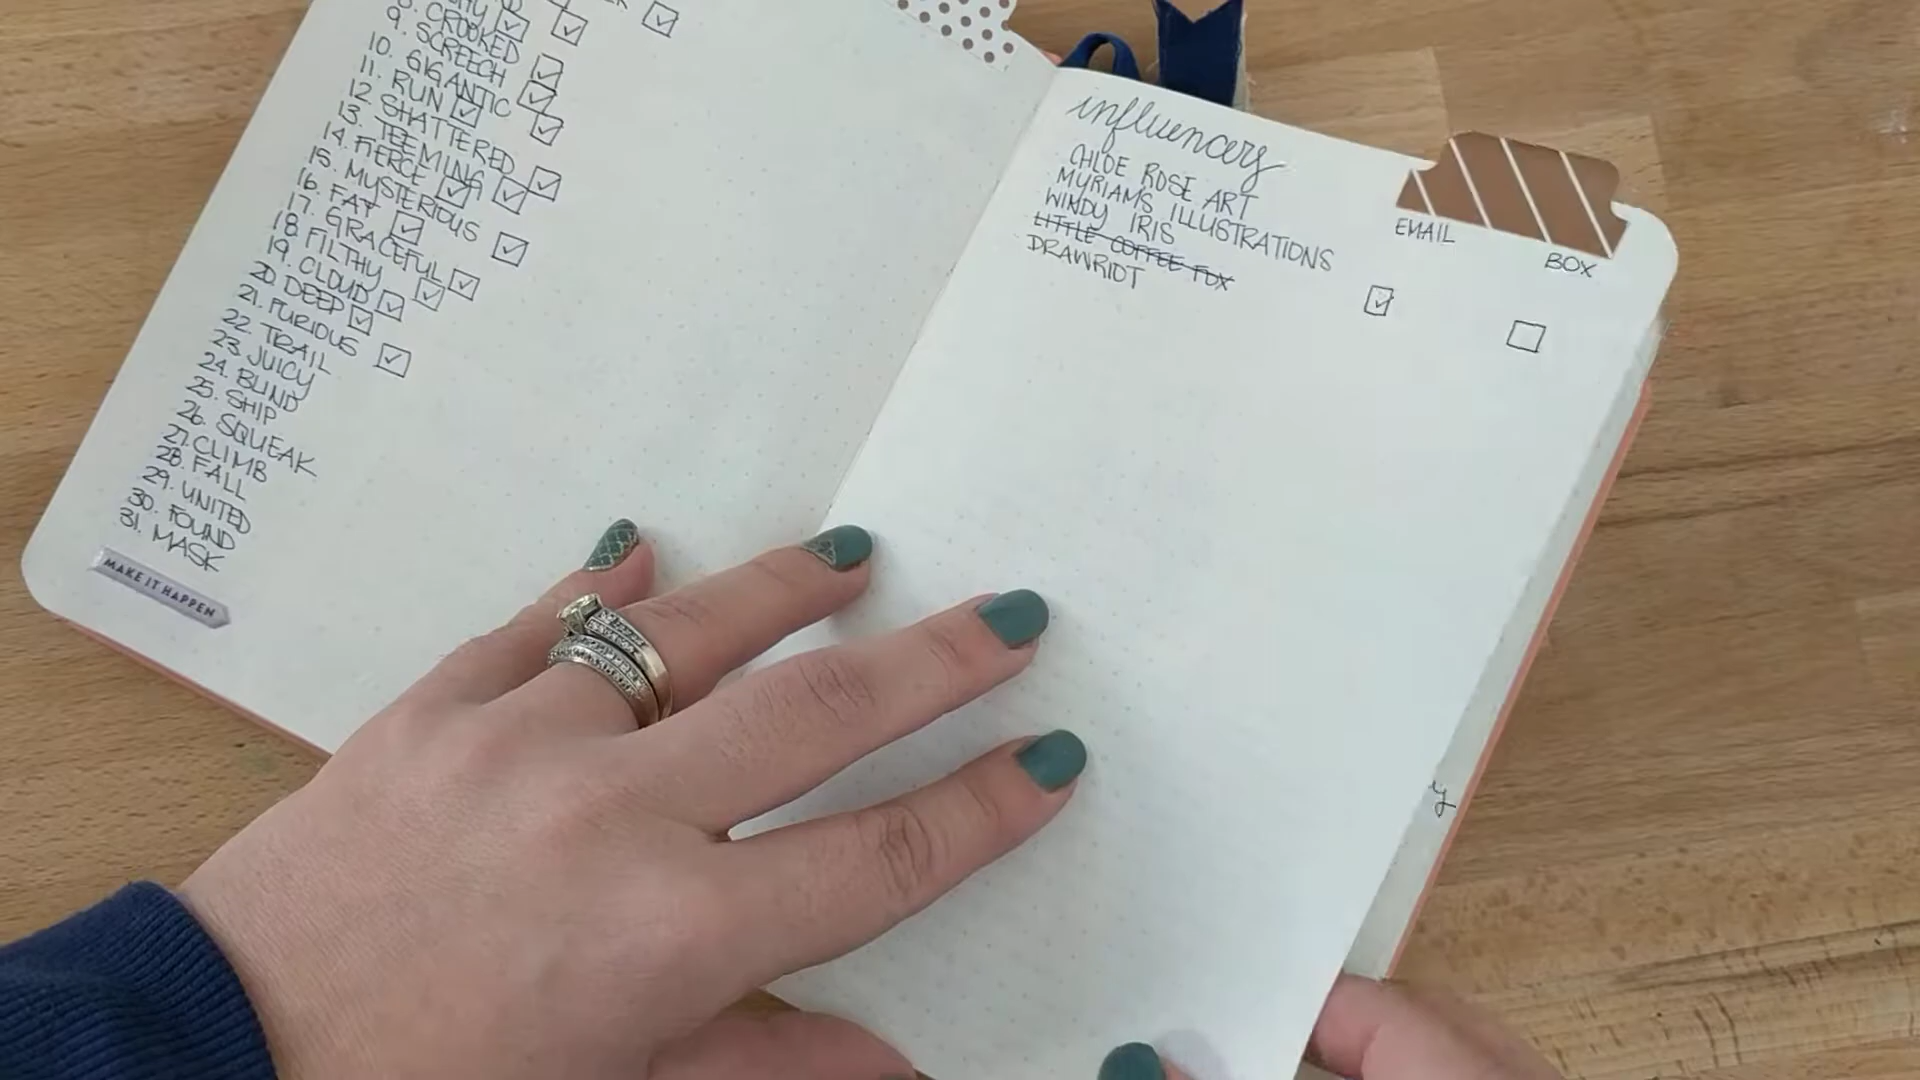 9. CROOKED
10. SCREECH
11. GIGANTIC
12. RUN
13. SHATTERED
14. TEEMING
15. FIERCE
16. MYSTERIOUS
17. FAT
18. GRACEFUL
19. FILTHY
20. CLOUD
21. DEEP
22. FURIOUS
23. TRAIL
24. JUICY
25. BLIND
26. SHIP
27. SQUEAK
28. CLIMB
29. FALL
30. UNITED
31. FOUND
MASK
MAKE IT HAPPEN
influencers
CHLOE ROSE ART
MYRIAMS ILLUSTRATIONS
WINDY IRIS
LITTLE COFFEE FOX
DRAWRIOT
EMAIL
BOX
y